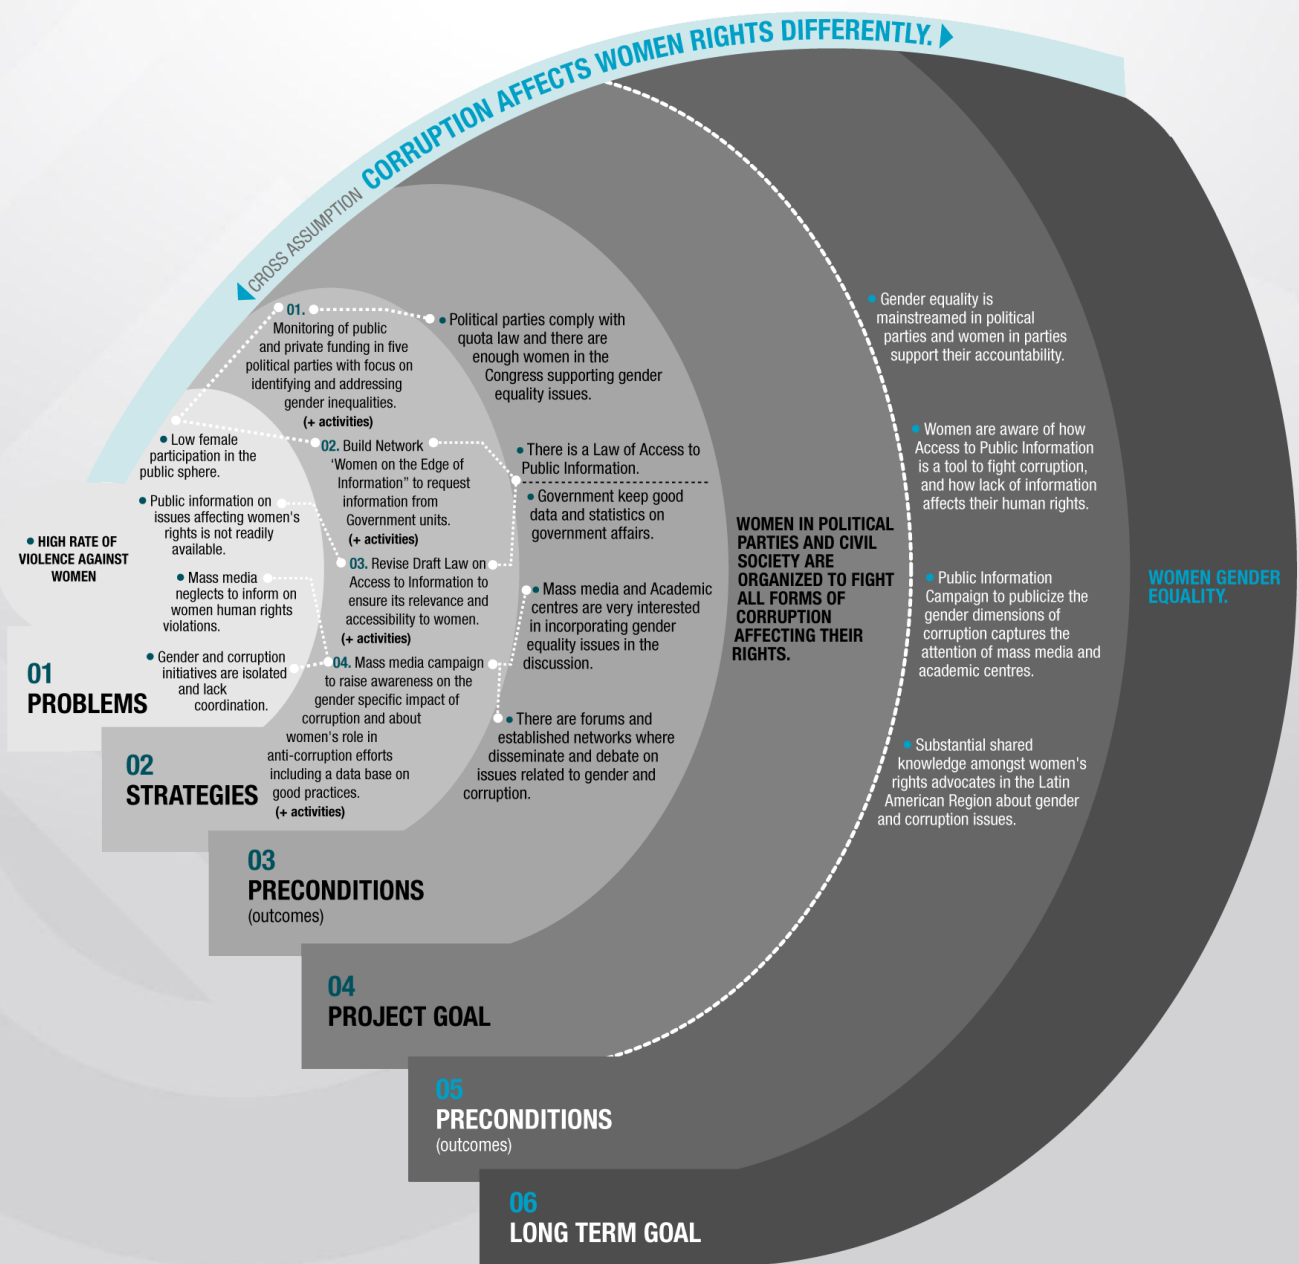 CROSS ASSUMPTION CORRUPTION AFFECTS WOMEN RIGHTS DIFFERENTLY.
• HIGH RATE OF
VIOLENCE AGAINST
WOMEN
• Low female
participation in the
public sphere.
• Public information on
issues affecting women's
rights is not readily
available.
• Mass media
neglects to inform on
women human rights
violations.
• Gender and corruption
initiatives are isolated
and lack
coordination.
01
PROBLEMS
01.
Monitoring of public
and private funding in five
political parties with focus on
identifying and addressing
gender inequalities.
(+ activities)
02. Build Network
‘Women on the Edge of
Information” to request
information from
Government units.
(+ activities)
03. Revise Draft Law on
Access to Information to
ensure its relevance and
accessibility to women.
(+ activities)
04. Mass media campaign
to raise awareness on the
gender specific impact of
corruption and about
women's role in
anti-corruption efforts
including a data base on
good practices.
(+ activities)
02
STRATEGIES
• Political parties comply with
quota law and there are
enough women in the
Congress supporting gender
equality issues.
• There is a Law of Access to
Public Information.
• Government keep good
data and statistics on
government affairs.
• Mass media and Academic
centres are very interested
in incorporating gender
equality issues in the
discussion.
• There are forums and
established networks where
disseminate and debate on
issues related to gender and
corruption.
03
PRECONDITIONS
(outcomes)
WOMEN IN POLITICAL
PARTIES AND CIVIL
SOCIETY ARE
ORGANIZED TO FIGHT
ALL FORMS OF
CORRUPTION
AFFECTING THEIR
RIGHTS.
04
PROJECT GOAL
• Gender equality is
mainstreamed in political
parties and women in parties
support their accountability.
• Women are aware of how
Access to Public Information
is a tool to fight corruption,
and how lack of information
affects their human rights.
• Public Information
Campaign to publicize the
gender dimensions of
corruption captures the
attention of mass media and
academic centres.
• Substantial shared
knowledge amongst women's
rights advocates in the Latin
American Region about gender
and corruption issues.
05
PRECONDITIONS
(outcomes)
WOMEN GENDER
EQUALITY.
06
LONG TERM GOAL